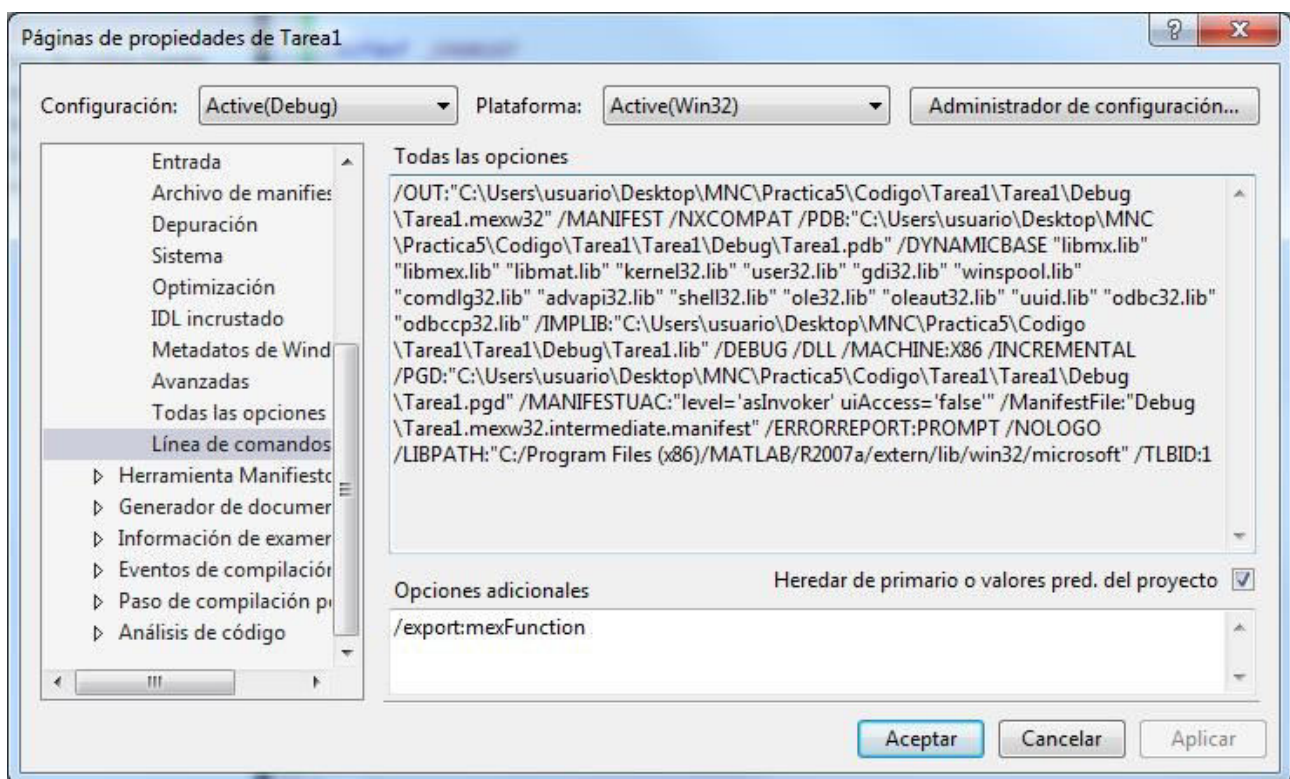 Páginas de propiedades de Tarea1
Configuración: Active(Debug) Plataforma: Active(Win32) Administrador de configuración...
Entrada
Archivo de manifies
Depuración
Sistema
Optimización
IDL incrustado
Metadatos de Wind
Avanzadas
Todas las opciones
Línea de comandos
Herramienta Manifiesto
Generador de documer
Información de examer
Eventos de compilación
Paso de compilación pe
Análisis de código
Todas las opciones
/OUT:"C:\Users\usuario\Desktop\MNC\Practica5\Codigo\Tarea1\Tarea1\Debug
\Tarea1.mexw32" /MANIFEST /NXCOMPAT /PDB:"C:\Users\usuario\Desktop\MNC
\Practica5\Codigo\Tarea1\Tarea1\Debug\Tarea1.pdb" /DYNAMICBASE "libmx.lib"
"libmex.lib" "libmat.lib" "kernel32.lib" "user32.lib" "gdi32.lib" "winspool.lib"
"comdlg32.lib" "advapi32.lib" "shell32.lib" "ole32.lib" "oleaut32.lib" "uuid.lib" "odbc32.lib"
"odbccp32.lib" /IMPLIB:"C:\Users\usuario\Desktop\MNC\Practica5\Codigo
\Tarea1\Tarea1\Debug\Tarea1.lib" /DEBUG /DLL /MACHINE:X86 /INCREMENTAL
/PGD:"C:\Users\usuario\Desktop\MNC\Practica5\Codigo\Tarea1\Tarea1\Debug
\Tarea1.pgd" /MANIFESTUAC:"level='asInvoker' uiAccess='false'" /ManifestFile:"Debug
\Tarea1.mexw32.intermediate.manifest" /ERRORREPORT:PROMPT /NOLOGO
/LIBPATH:"C:/Program Files (x86)/MATLAB/R2007a/extern/lib/win32/microsoft" /TLBID:1
Opciones adicionales Heredar de primario o valores pred. del proyecto
/export:mexFunction
Aceptar Cancelar Aplicar